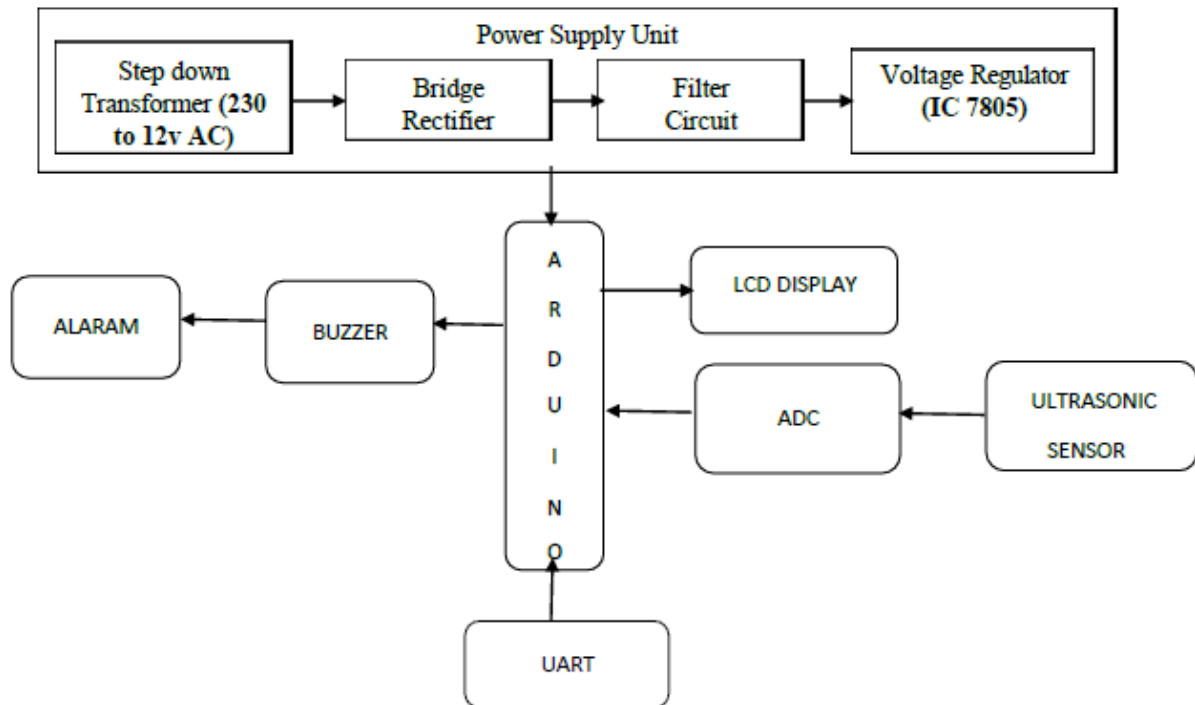 Power Supply Unit
Step down
Transformer (230
to 12v AC)
Bridge
Rectifier
Filter
Circuit
Voltage Regulator
(IC 7805)
A
R
D
U
I
N
O
LCD DISPLAY
ALARAM
BUZZER
ADC
ULTRASONIC
SENSOR
UART